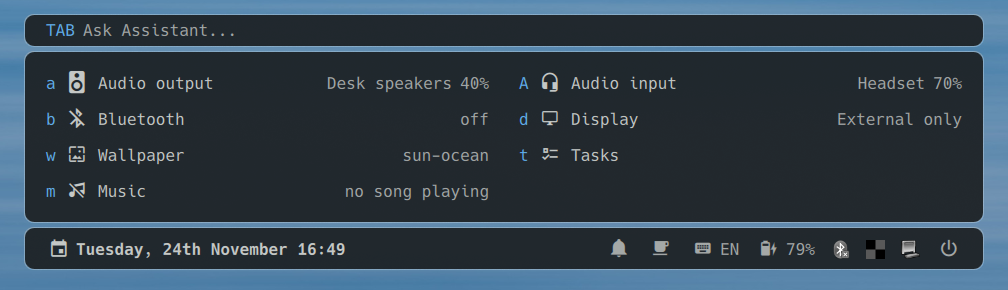 TAB Ask Assistant...
a Audio output Desk speakers 40% A Audio input Headset 70%
b Bluetooth off d Display External only
w Wallpaper sun-ocean t Tasks
m Music no song playing
Tuesday, 24th November 16:49 EN 79%